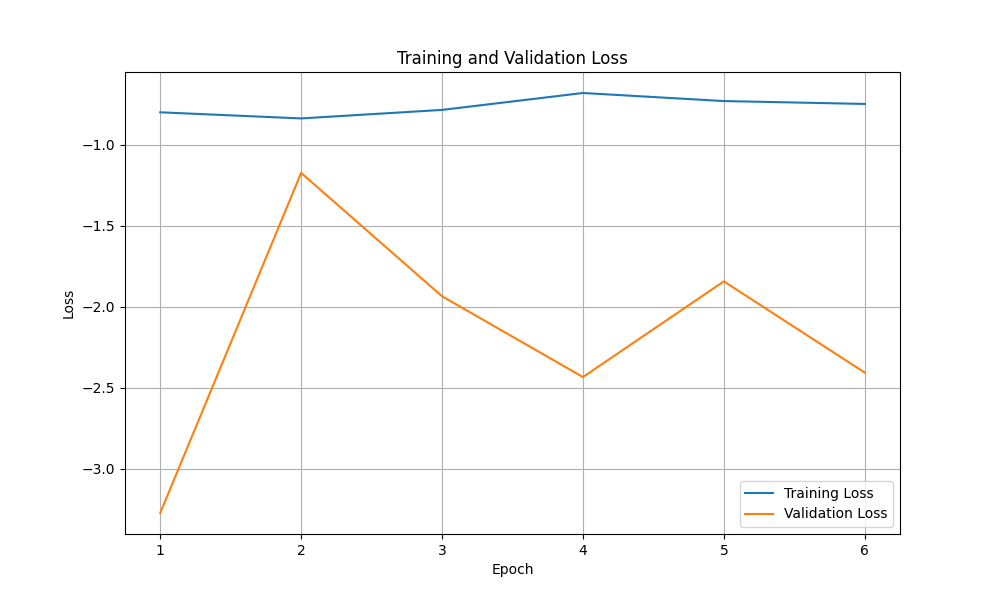 Training and Validation Loss
Loss
−1.0
−1.5
−2.0
−2.5
−3.0
Training Loss
Validation Loss
1 2 3 4 5 6
Epoch